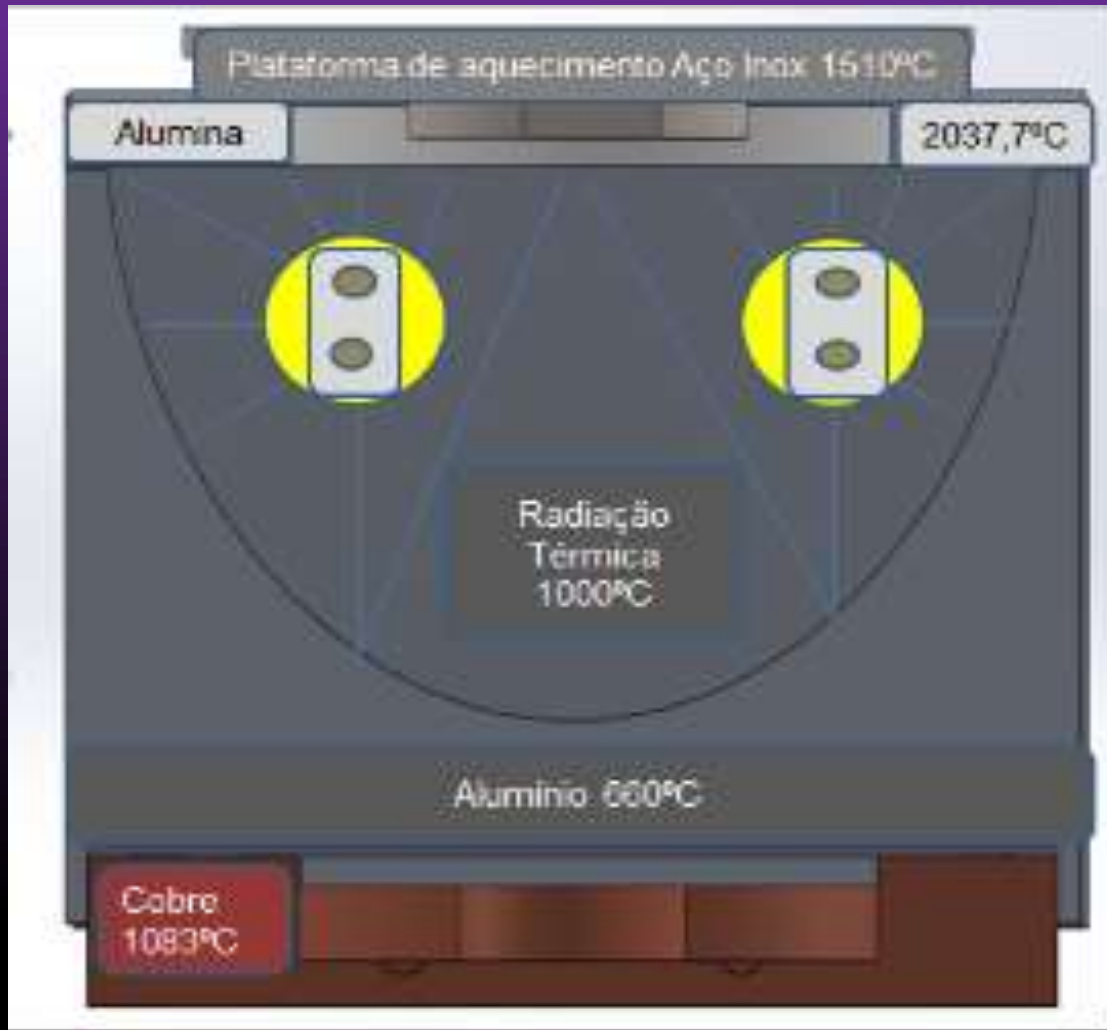 Plataforma de aquecimento Aço Inox 1510ºC
Alumina
2037,7ºC
Radiação
Térmica
1000ºC
Alumínio 660ºC
Cobre
1083ºC